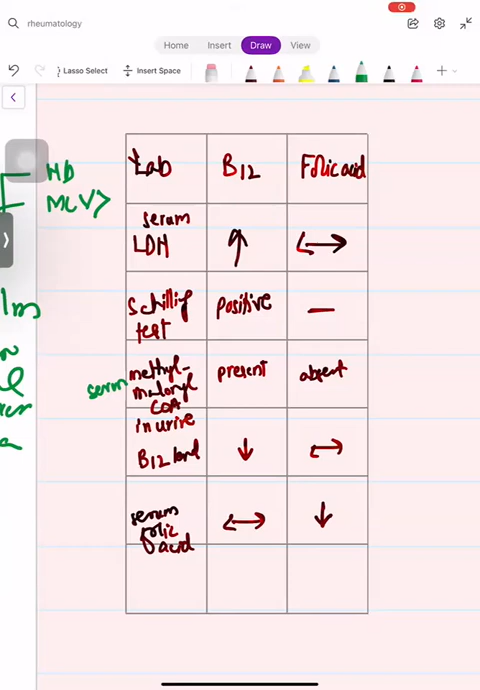 rheumatology
Home Insert Draw View
Lasso Select Insert Space
HB
MCV>
Lab B12 Folic acid
serum
LDH ↑ ↔
Schilling
test positive —
serum methyl-
malonyl
COA
in urine present absent
B12 level ↓ ↔
serum
folic
acid ↔ ↓